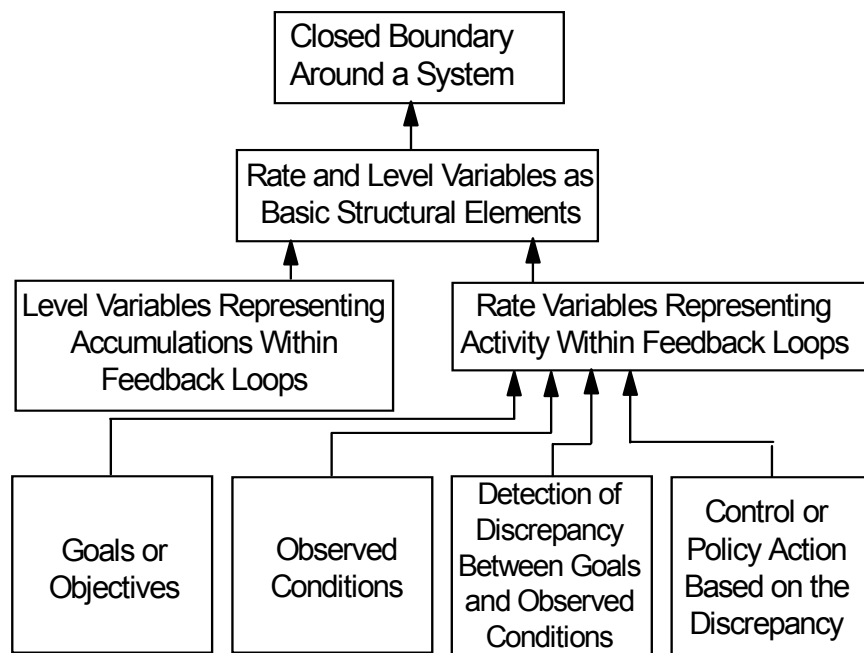 Closed Boundary
Around a System
Rate and Level Variables as
Basic Structural Elements
Level Variables Representing
Accumulations Within
Feedback Loops
Rate Variables Representing
Activity Within Feedback Loops
Goals or
Objectives
Observed
Conditions
Detection of
Discrepancy
Between Goals
and Observed
Conditions
Control or
Policy Action
Based on the
Discrepancy